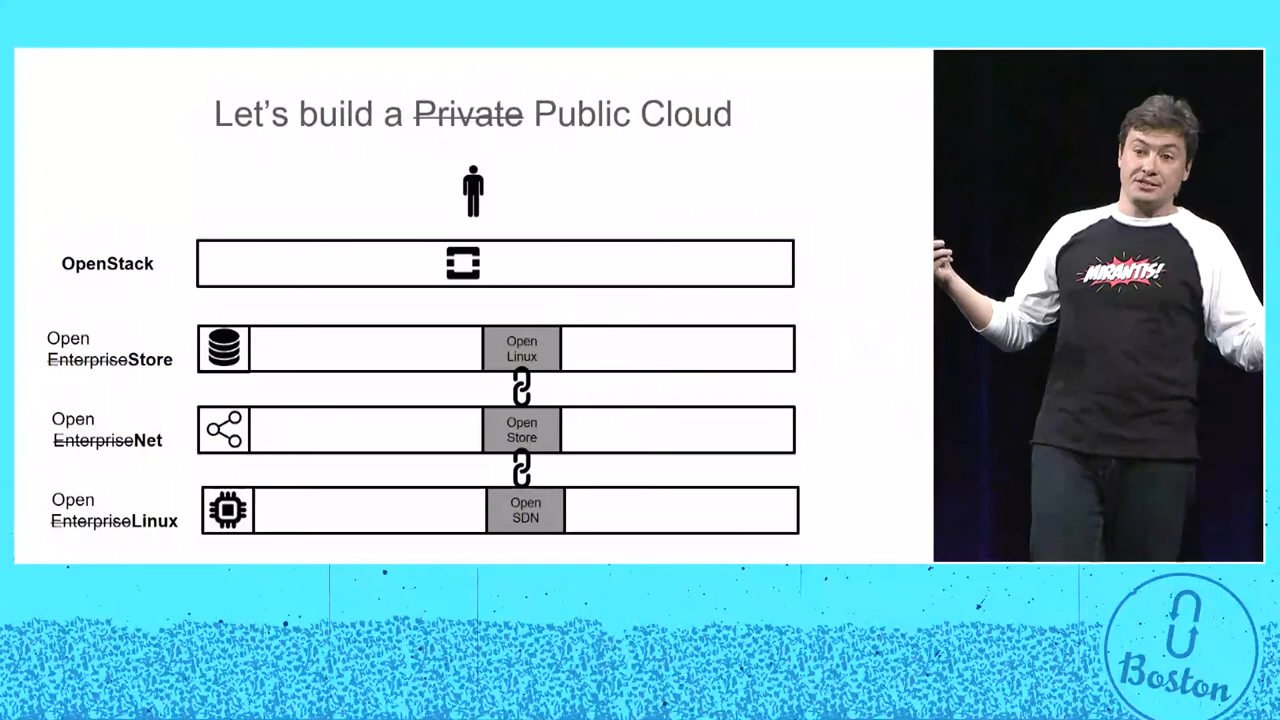 Let's build a Private Public Cloud
OpenStack
Open
EnterpriseStore
Open
Linux
Open
EnterpriseNet
Open
Store
Open
EnterpriseLinux
Open
SDN
MIRANTIS!
Boston